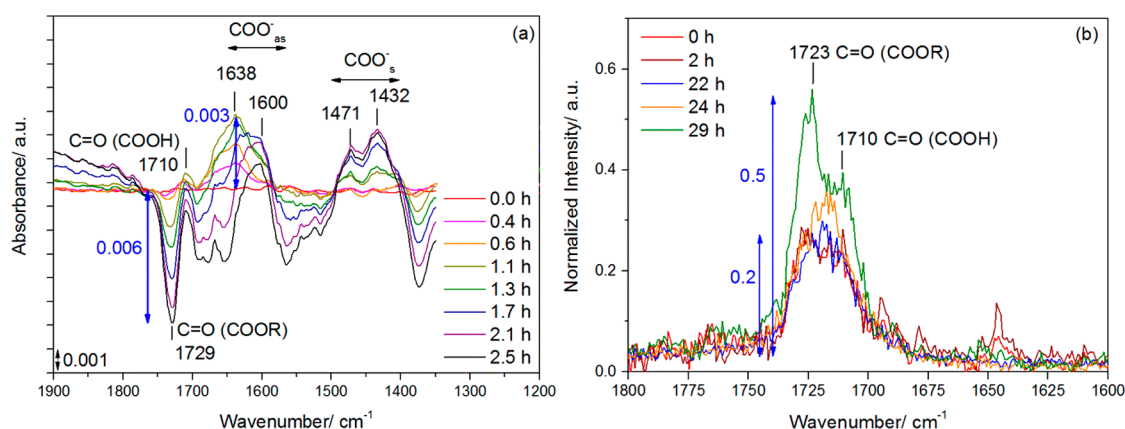 (a)
COO⁻as
COO⁻s
1638
1600
0.003
1471
1432
C=O (COOH)
1710
0.006
C=O (COOR)
1729
0.001
0.0 h
0.4 h
0.6 h
1.1 h
1.3 h
1.7 h
2.1 h
2.5 h
Absorbance/ a.u.
1900 1800 1700 1600 1500 1400 1300 1200
Wavenumber/ cm⁻¹
(b)
0 h
2 h
22 h
24 h
29 h
1723 C=O (COOR)
1710 C=O (COOH)
0.5
0.2
Normalized Intensity/ a.u.
0.6
0.4
0.2
0.0
1800 1775 1750 1725 1700 1675 1650 1625 1600
Wavenumber/ cm⁻¹